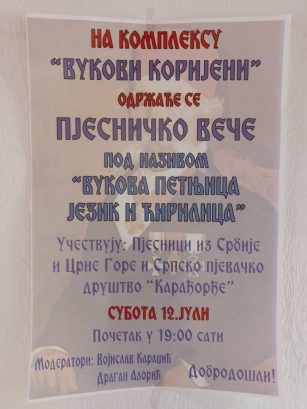 НА КОМПЛЕКСУ
“ВУКОВИ КОРИЈЕНИ”
ОДРЖАЋЕ СЕ
ПЈЕСНИЧКО ВЕЧЕ
ПОД НАЗИВОМ
“ВУКОВА ПЕТЊИЦА
ЈЕЗИК И ЋИРИЛИЦА”
Учествују: Пјесници из Србије
и Црне Горе и Српско пјевачко
друштво “Карађорђе”
СУБОТА 12.ЈУЛИ
Почетак у 19:00 сати
Модератори: Војислав Караџић
Драган Алорић
Добродошли!